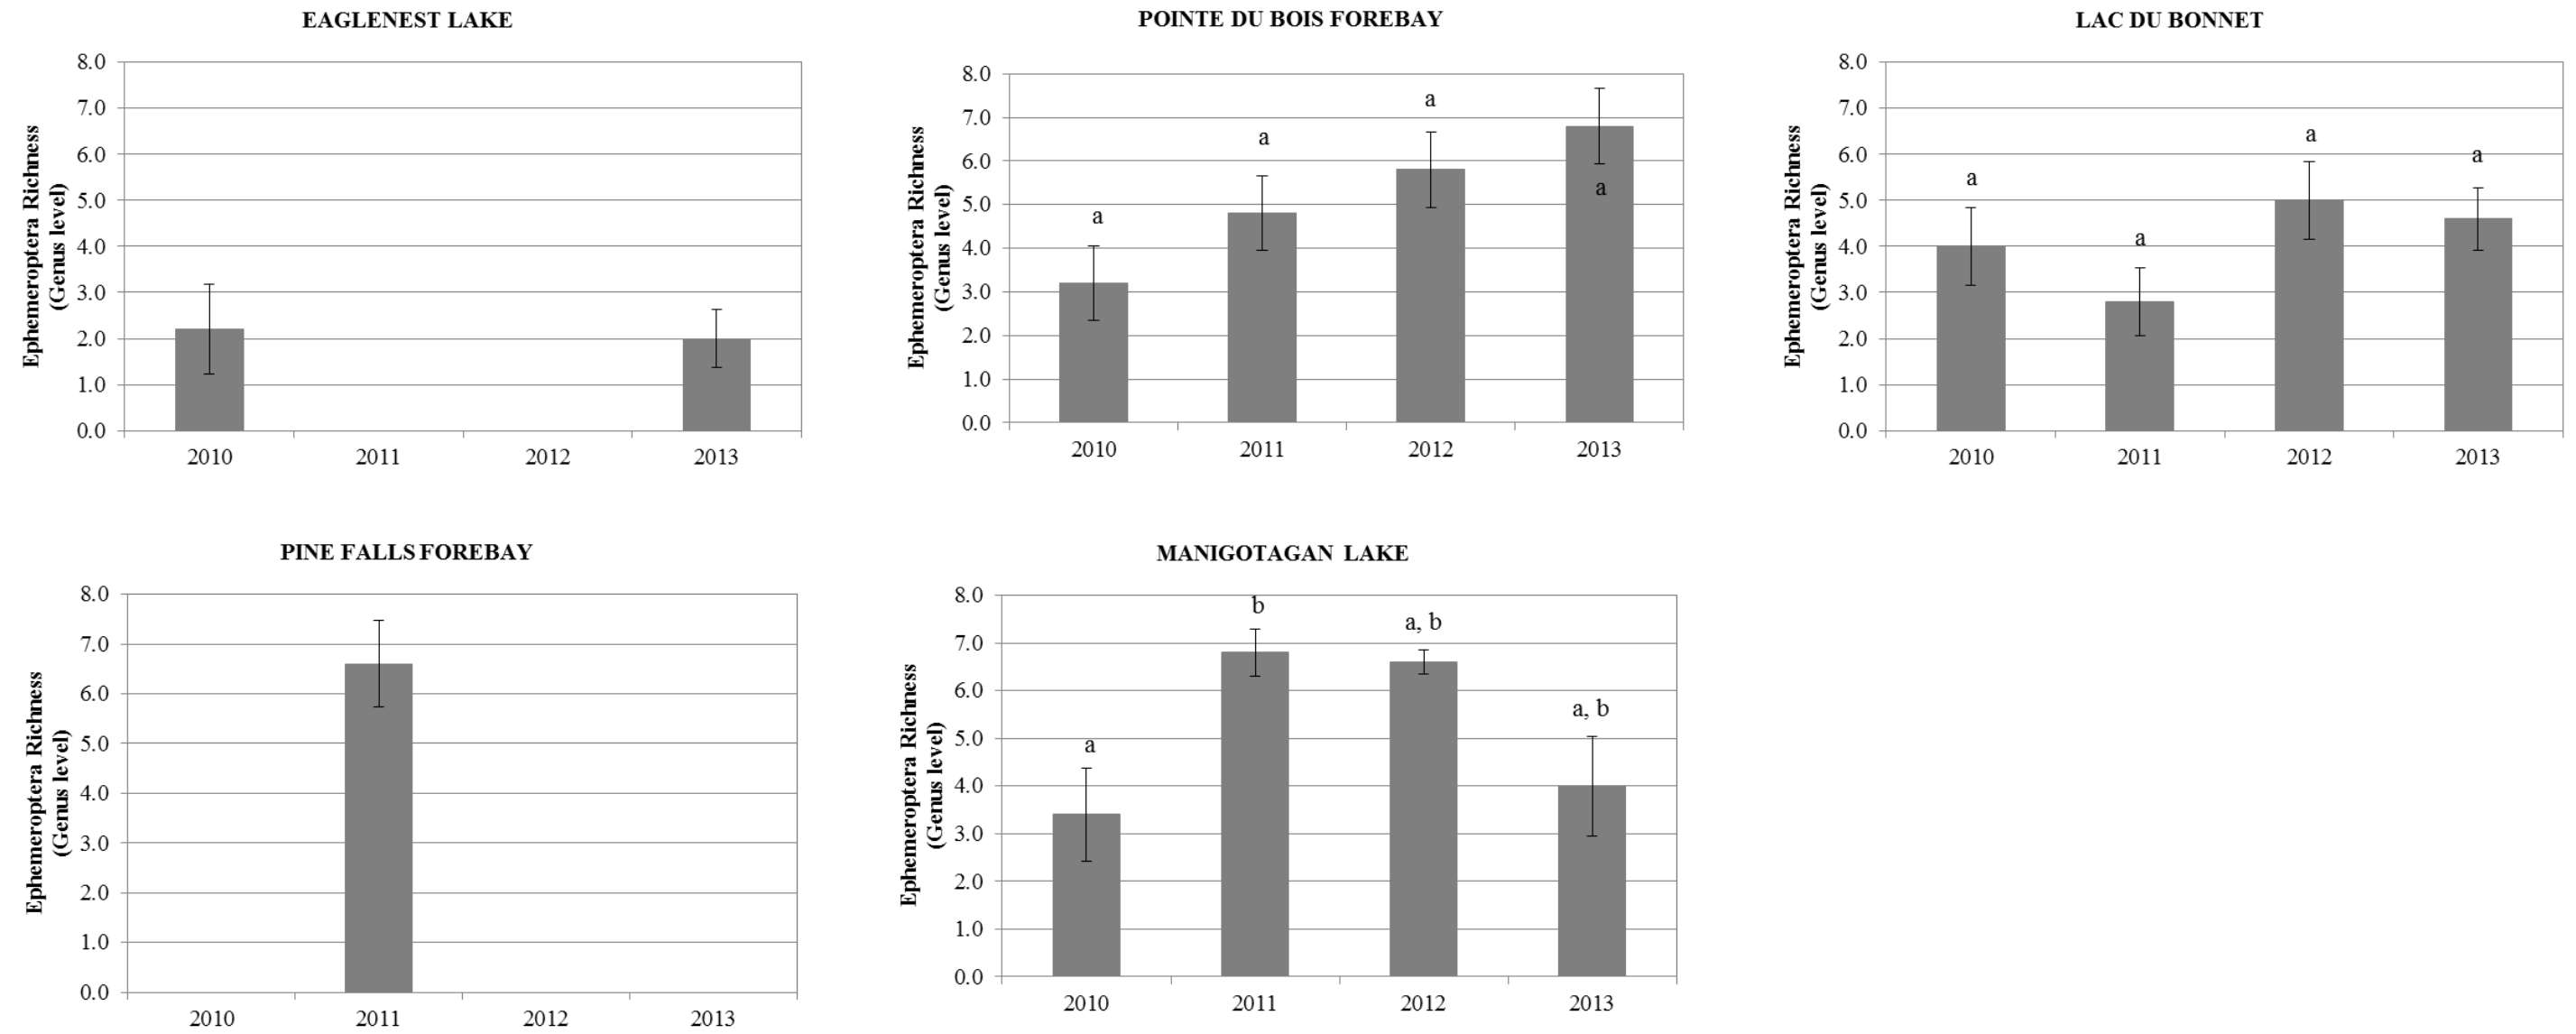 EAGLENEST LAKE
Ephemeroptera Richness
(Genus level)
8.0
7.0
6.0
5.0
4.0
3.0
2.0
1.0
0.0
2010 2011 2012 2013
POINTE DU BOIS FOREBAY
Ephemeroptera Richness
(Genus level)
8.0
7.0
6.0
5.0
4.0
3.0
2.0
1.0
0.0
a
a
a
a
2010 2011 2012 2013
LAC DU BONNET
Ephemeroptera Richness
(Genus level)
8.0
7.0
6.0
5.0
4.0
3.0
2.0
1.0
0.0
a
a
a
a
2010 2011 2012 2013
PINE FALLS FOREBAY
Ephemeroptera Richness
(Genus level)
8.0
7.0
6.0
5.0
4.0
3.0
2.0
1.0
0.0
2010 2011 2012 2013
MANIGOTAGAN LAKE
Ephemeroptera Richness
(Genus level)
8.0
7.0
6.0
5.0
4.0
3.0
2.0
1.0
0.0
a
b
a, b
a, b
2010 2011 2012 2013